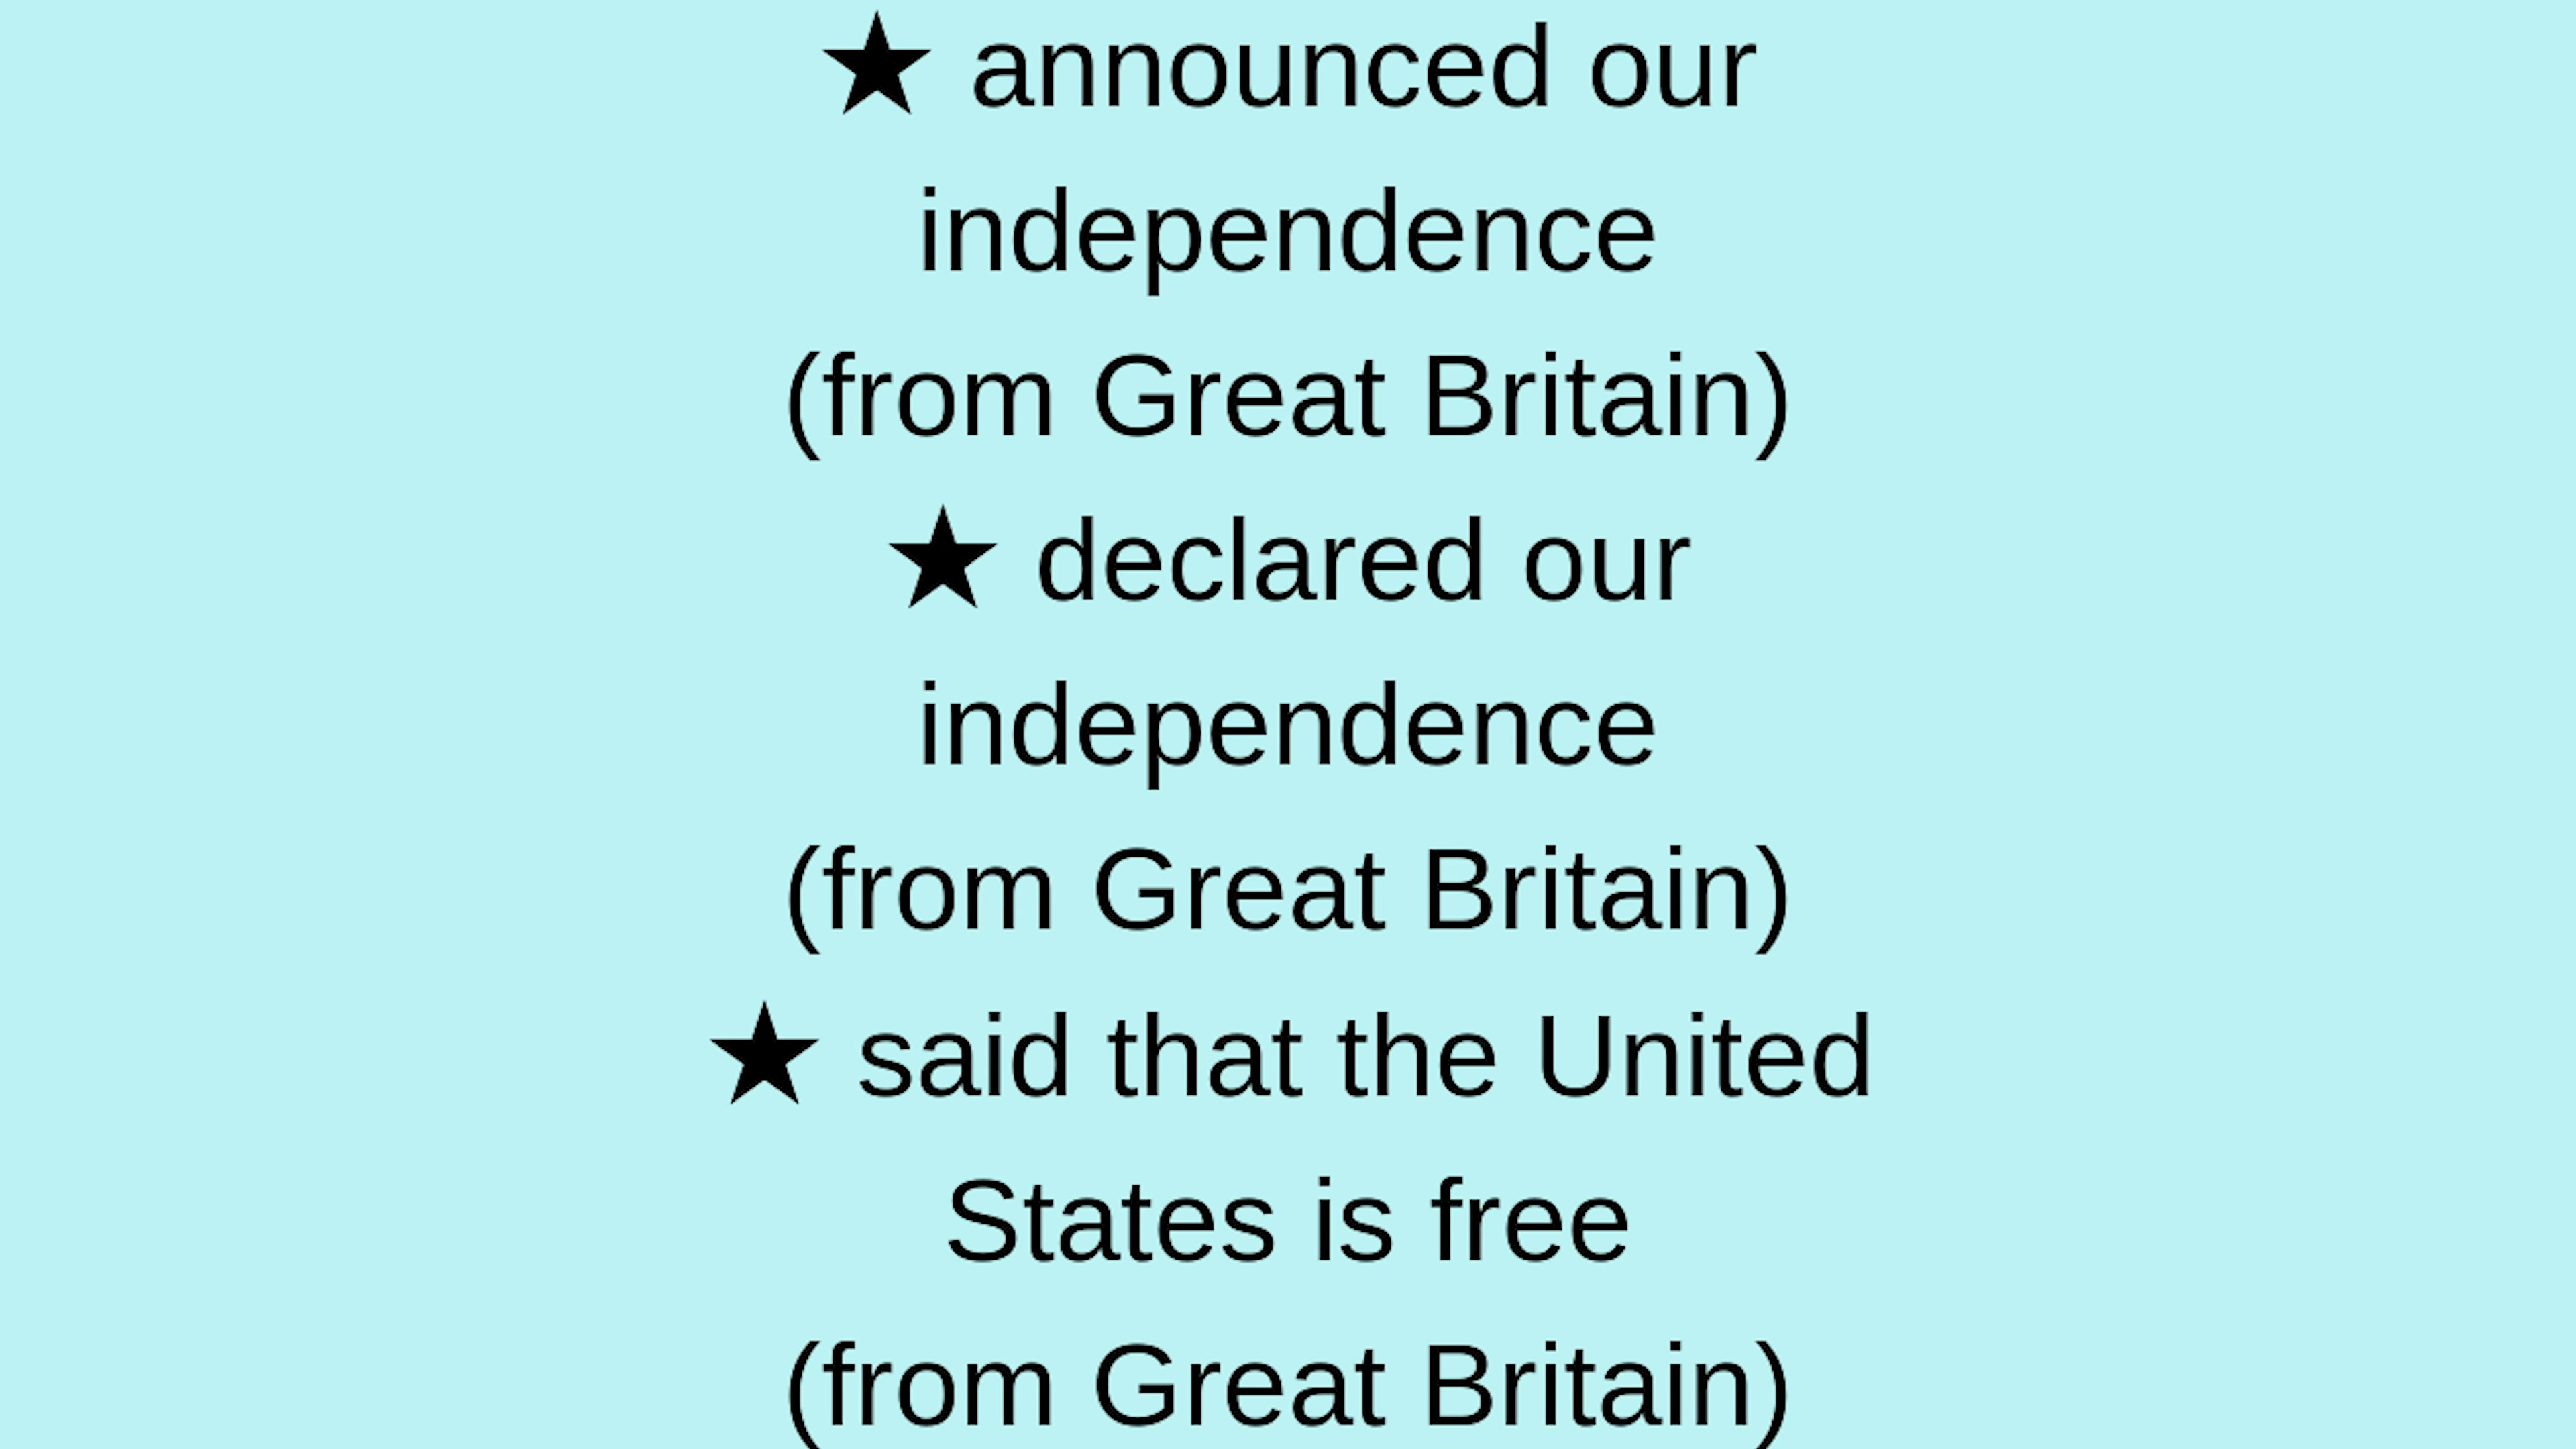 ★ announced our
independence
(from Great Britain)
★ declared our
independence
(from Great Britain)
★ said that the United
States is free
(from Great Britain)